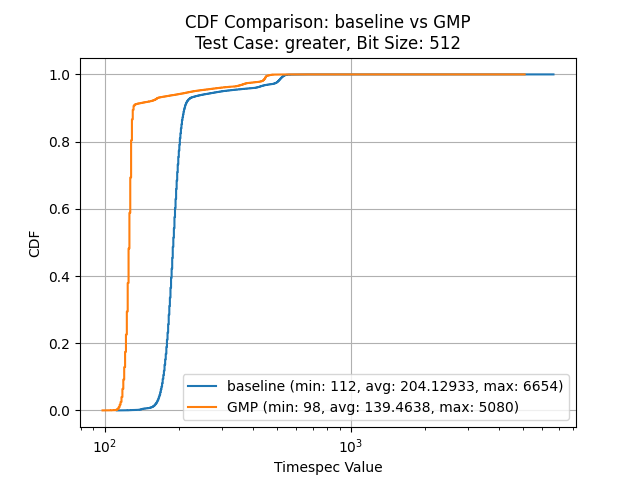 CDF Comparison: baseline vs GMP
Test Case: greater, Bit Size: 512
1.0
0.8
0.6
0.4
0.2
0.0
CDF
baseline (min: 112, avg: 204.12933, max: 6654)
GMP (min: 98, avg: 139.4638, max: 5080)
10² 10³
Timespec Value